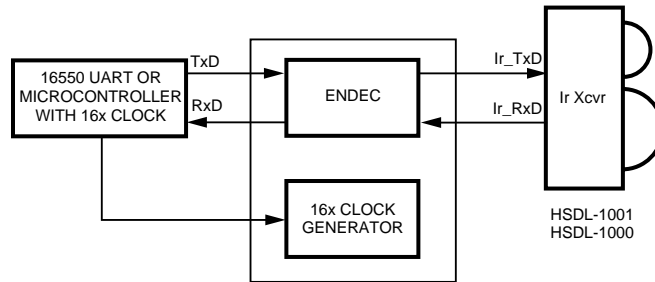 16550 UART OR
MICROCONTROLLER
WITH 16x CLOCK
TxD
RxD
ENDEC
16x CLOCK
GENERATOR
Ir_TxD
Ir_RxD
Ir Xcvr
HSDL-1001
HSDL-1000